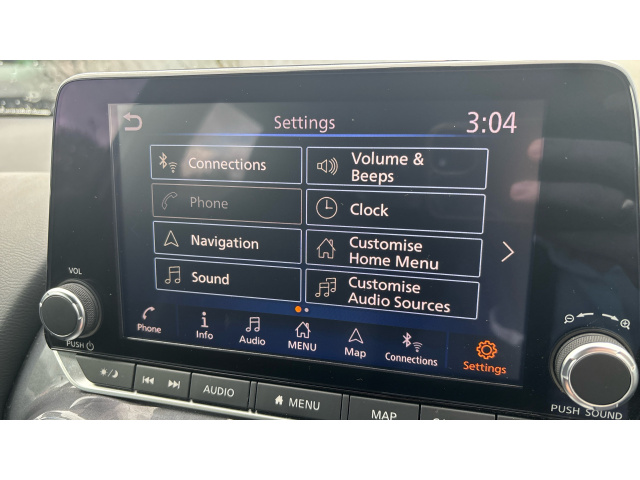 Settings
3:04
Connections
Volume &
Beeps
Phone
Clock
Navigation
Customise
Home Menu
Sound
Customise
Audio Sources
VOL
PUSH
Phone
Info
Audio
MENU
Map
Connections
Settings
AUDIO
MENU
MAP
PUSH SOUND